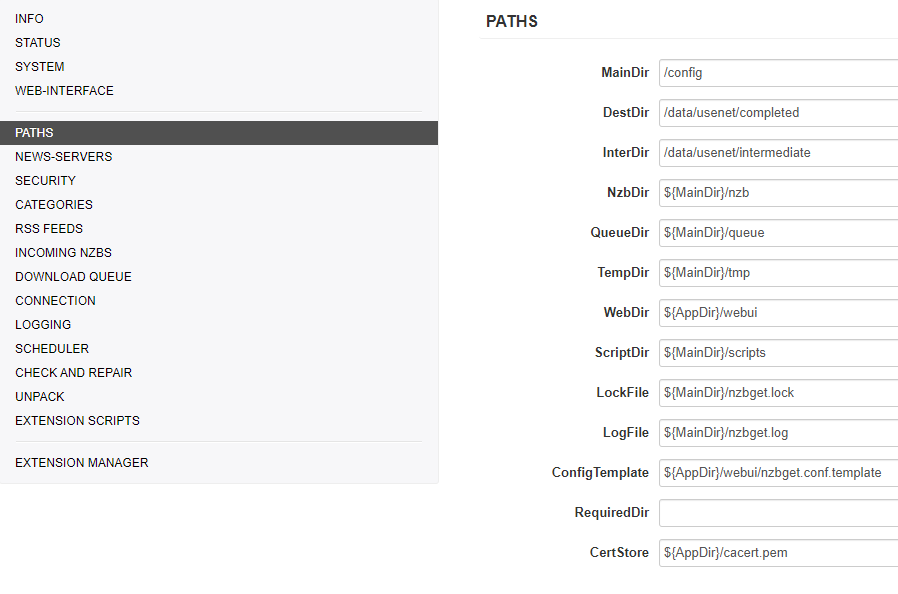 INFO
STATUS
SYSTEM
WEB-INTERFACE
PATHS
NEWS-SERVERS
SECURITY
CATEGORIES
RSS FEEDS
INCOMING NZBS
DOWNLOAD QUEUE
CONNECTION
LOGGING
SCHEDULER
CHECK AND REPAIR
UNPACK
EXTENSION SCRIPTS
EXTENSION MANAGER
PATHS
MainDir /config
DestDir /data/usenet/completed
InterDir /data/usenet/intermediate
NzbDir ${MainDir}/nzb
QueueDir ${MainDir}/queue
TempDir ${MainDir}/tmp
WebDir ${AppDir}/webui
ScriptDir ${MainDir}/scripts
LockFile ${MainDir}/nzbget.lock
LogFile ${MainDir}/nzbget.log
ConfigTemplate ${AppDir}/webui/nzbget.conf.template
RequiredDir
CertStore ${AppDir}/cacert.pem